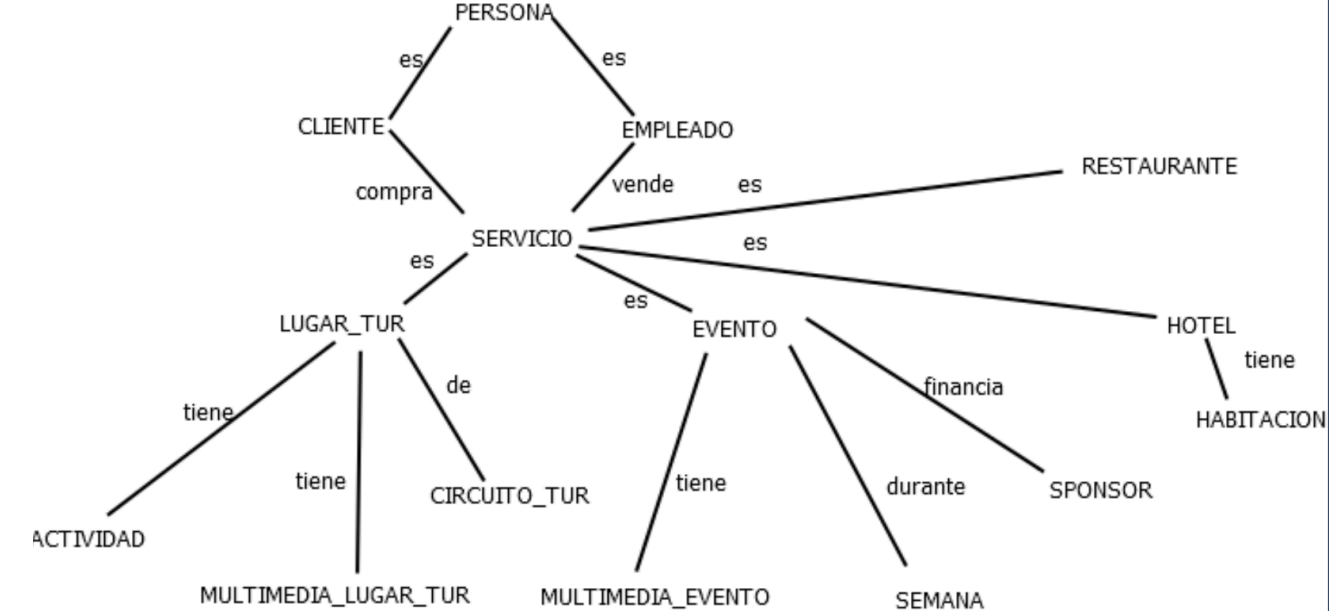 PERSONA
es
es
CLIENTE
EMPLEADO
RESTAURANTE
compra
vende
es
SERVICIO
es
es
es
LUGAR_TUR
EVENTO
HOTEL
tiene
de
financia
tiene
HABITACION
tiene
CIRCUITO_TUR
tiene
durante
SPONSOR
ACTIVIDAD
MULTIMEDIA_LUGAR_TUR
MULTIMEDIA_EVENTO
SEMANA